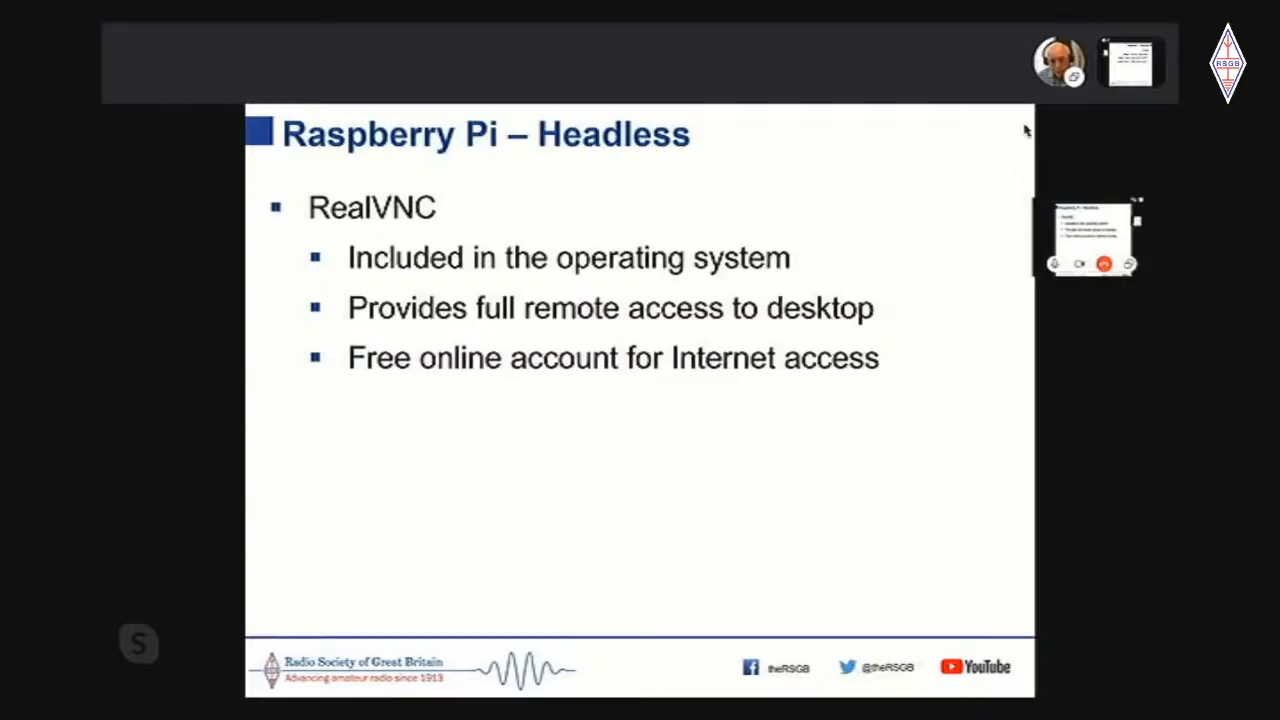 RSGB
Raspberry Pi – Headless
RealVNC
Included in the operating system
Provides full remote access to desktop
Free online account for Internet access
S
Radio Society of Great Britain
Advancing amateur radio since 1913
theRSGB
@theRSGB
YouTube